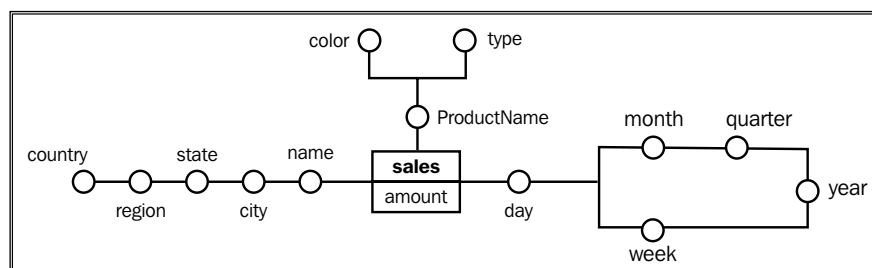 color
type
ProductName
month
quarter
country
state
name
sales
year
amount
region
city
day
week